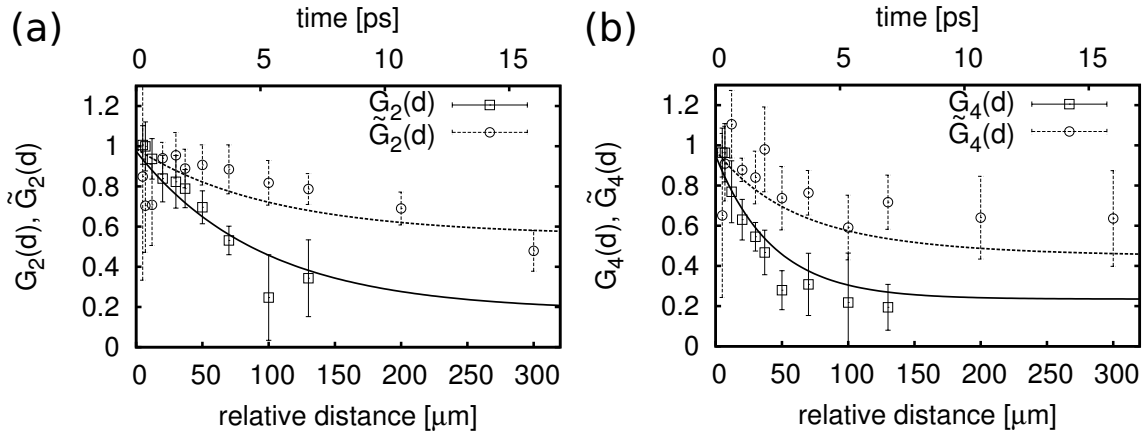 (a)
time [ps]
0 5 10 15
G₂(d), G̃₂(d)
1.2
1
0.8
0.6
0.4
0.2
0
G₂(d)
G̃₂(d)
0 50 100 150 200 250 300
relative distance [μm]
(b)
time [ps]
0 5 10 15
G₄(d), G̃₄(d)
1.2
1
0.8
0.6
0.4
0.2
0
G₄(d)
G̃₄(d)
0 50 100 150 200 250 300
relative distance [μm]